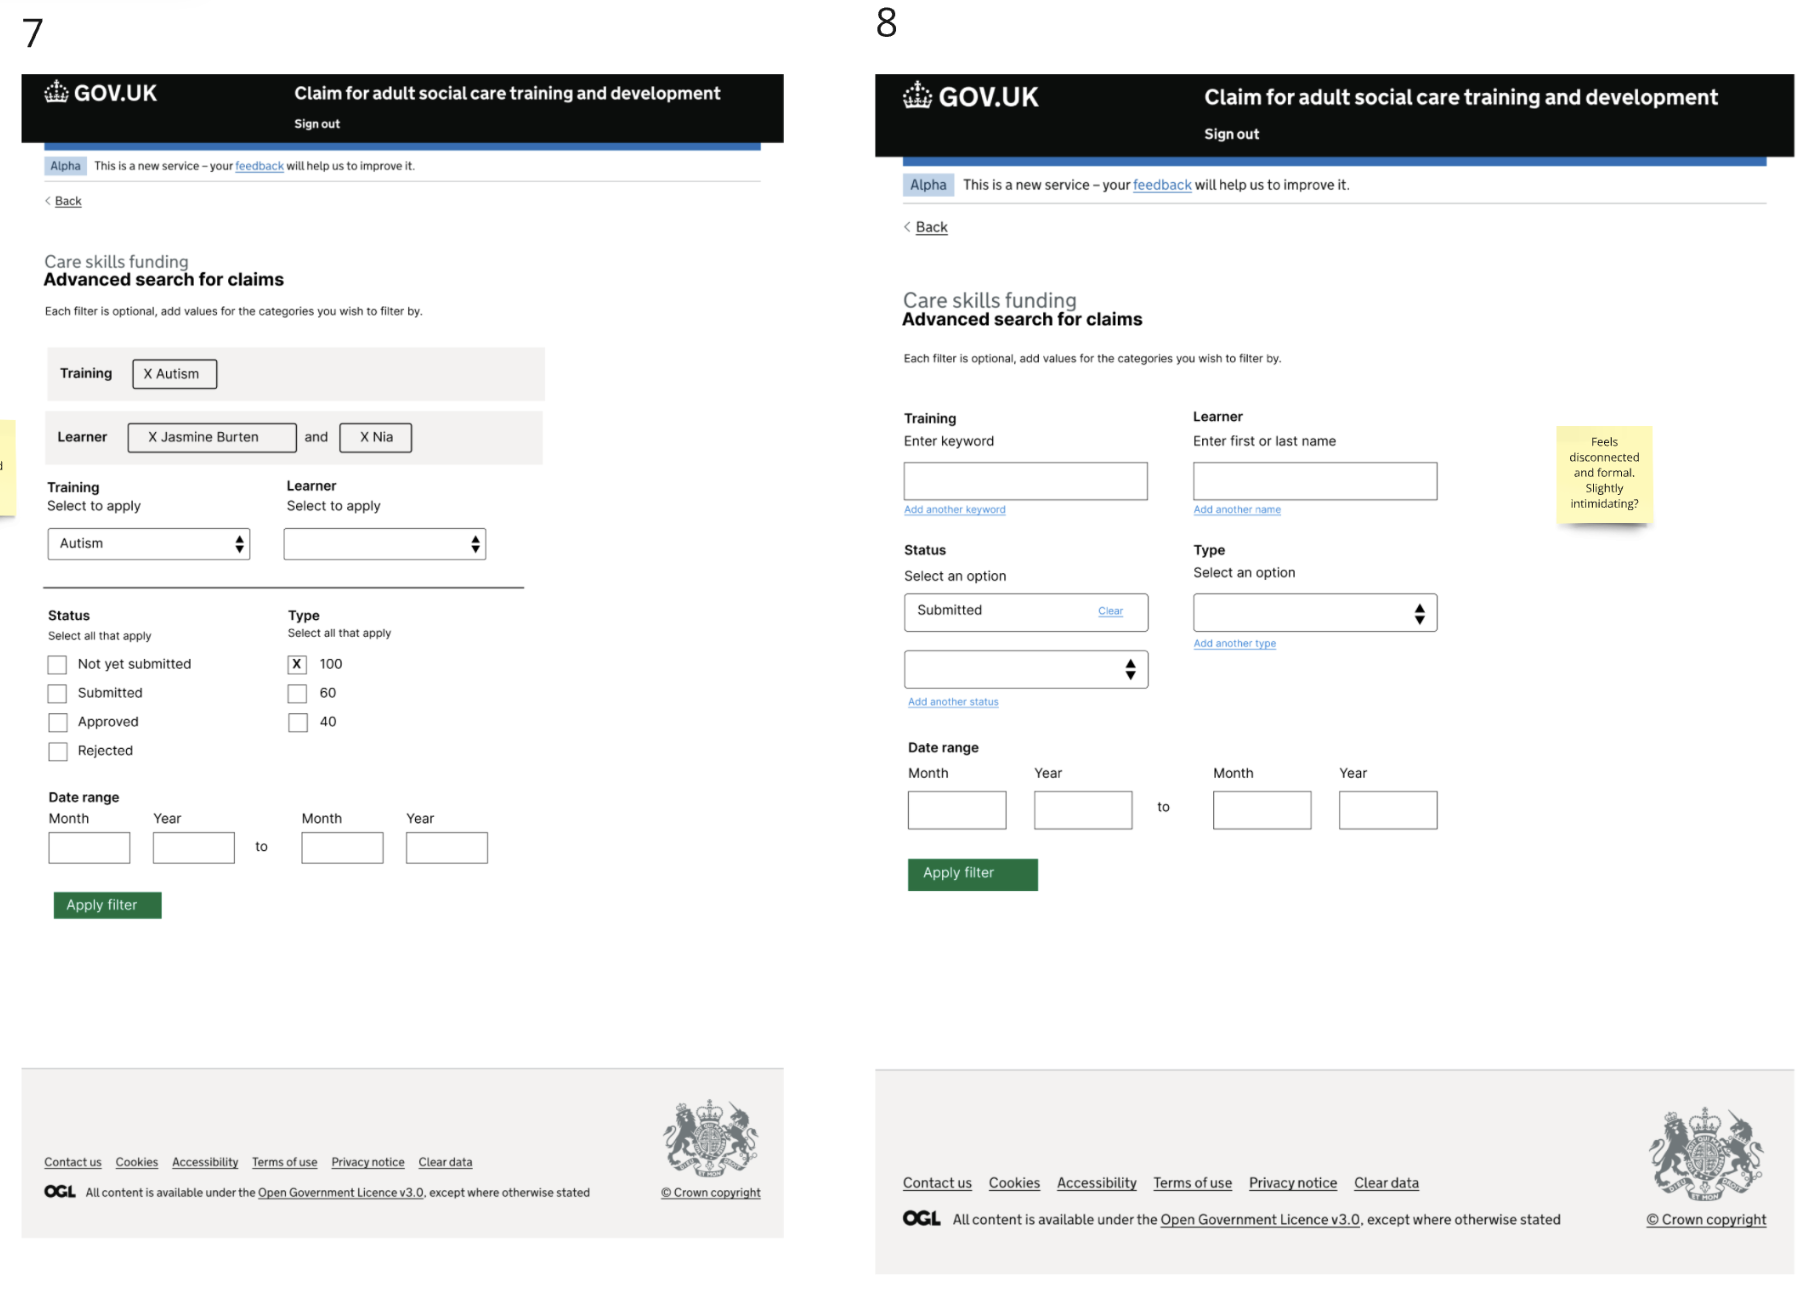 7
GOV.UK
Claim for adult social care training and development
Sign out
Alpha This is a new service – your feedback will help us to improve it.
< Back
Care skills funding
Advanced search for claims
Each filter is optional, add values for the categories you wish to filter by.
Training X Autism
Learner X Jasmine Burten and X Nia
Training Learner
Select to apply Select to apply
Autism
Status Type
Select all that apply Select all that apply
Not yet submitted X 100
Submitted 60
Approved 40
Rejected
Date range
Month Year Month Year
to
Apply filter
Contact us Cookies Accessibility Terms of use Privacy notice Clear data
OGL All content is available under the Open Government Licence v3.0, except where otherwise stated
© Crown copyright
8
GOV.UK
Claim for adult social care training and development
Sign out
Alpha This is a new service – your feedback will help us to improve it.
< Back
Care skills funding
Advanced search for claims
Each filter is optional, add values for the categories you wish to filter by.
Training Learner
Enter keyword Enter first or last name
Add another keyword Add another name
Status Type
Select an option Select an option
Submitted Clear
Add another type
Add another status
Date range
Month Year Month Year
to
Apply filter
Feels
disconnected
and formal.
Slightly
intimidating?
Contact us Cookies Accessibility Terms of use Privacy notice Clear data
OGL All content is available under the Open Government Licence v3.0, except where otherwise stated
© Crown copyright